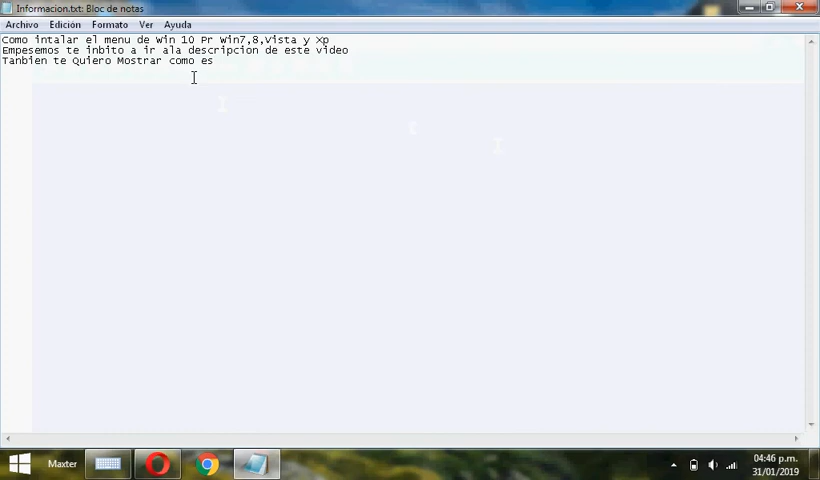 Informacion.txt: Bloc de notas
Archivo Edición Formato Ver Ayuda
Como intalar el menu de Win 10 Pr Win7,8,Vista y Xp
Empesemos te inbito a ir ala descripcion de este video
Tanbien te Quiero Mostrar como es
Maxter
04:46 p.m.
31/01/2019